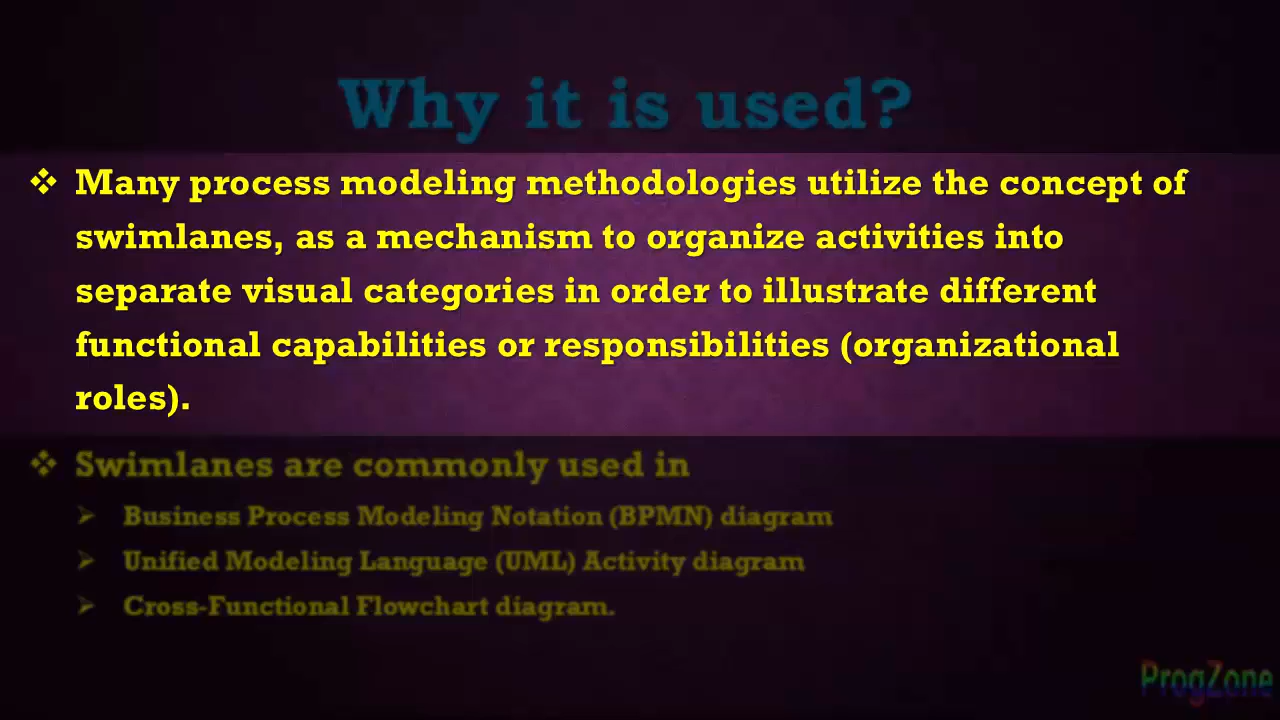 Why it is used?
❖ Many process modeling methodologies utilize the concept of
swimlanes, as a mechanism to organize activities into
separate visual categories in order to illustrate different
functional capabilities or responsibilities (organizational
roles).
❖ Swimlanes are commonly used in
➢ Business Process Modeling Notation (BPMN) diagram
➢ Unified Modeling Language (UML) Activity diagram
➢ Cross-Functional Flowchart diagram.
ProgZone